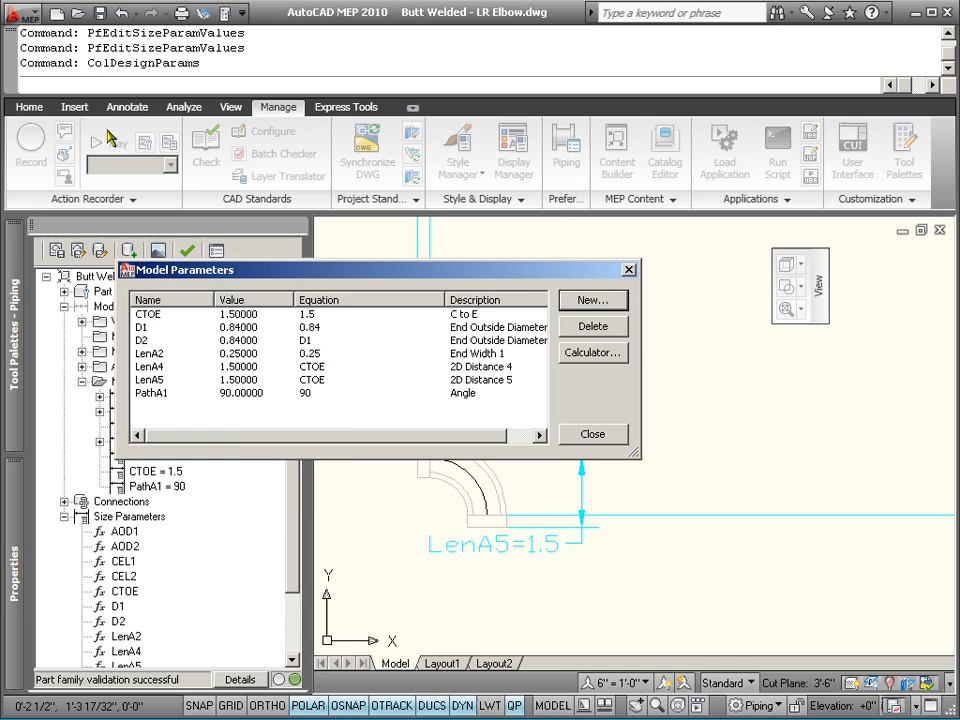 MEP
AutoCAD MEP 2010 Butt Welded - LR Elbow.dwg
Type a keyword or phrase
Command: PfEditSizeParamValues
Command: PfEditSizeParamValues
Command: ColDesignParams
Home Insert Annotate Analyze View Manage Express Tools
Record
Play
Check
Configure
Batch Checker
Layer Translator
Synchronize DWG
Style Manager
Display Manager
Piping
Content Builder
Catalog Editor
Load Application
Run Script
User Interface
Tool Palettes
Action Recorder
CAD Standards
Project Stand...
Style & Display
Prefer...
MEP Content
Applications
Customization
Tool Palettes - Piping
Properties
Butt Wel
Part
Mod
Model Parameters
Name Value Equation Description
CTOE 1.50000 1.5 C to E
D1 0.84000 0.84 End Outside Diameter
D2 0.84000 D1 End Outside Diameter
LenA2 0.25000 0.25 End Width 1
LenA4 1.50000 CTOE 2D Distance 4
LenA5 1.50000 CTOE 2D Distance 5
PathA1 90.00000 90 Angle
New...
Delete
Calculator...
Close
View
CTOE = 1.5
PathA1 = 90
Connections
Size Parameters
AOD1
AOD2
CEL1
CEL2
CTOE
D1
D2
LenA2
LenA4
LenA5
LenA5=1.5
Y
X
Model Layout1 Layout2
Part family validation successful Details
6" = 1'-0" Standard Cut Plane: 3'-6"
0'-2 1/2", 1'-3 17/32", 0'-0" SNAP GRID ORTHO POLAR OSNAP OTRACK DUCS DYN LWT QP MODEL Piping Elevation: +0"